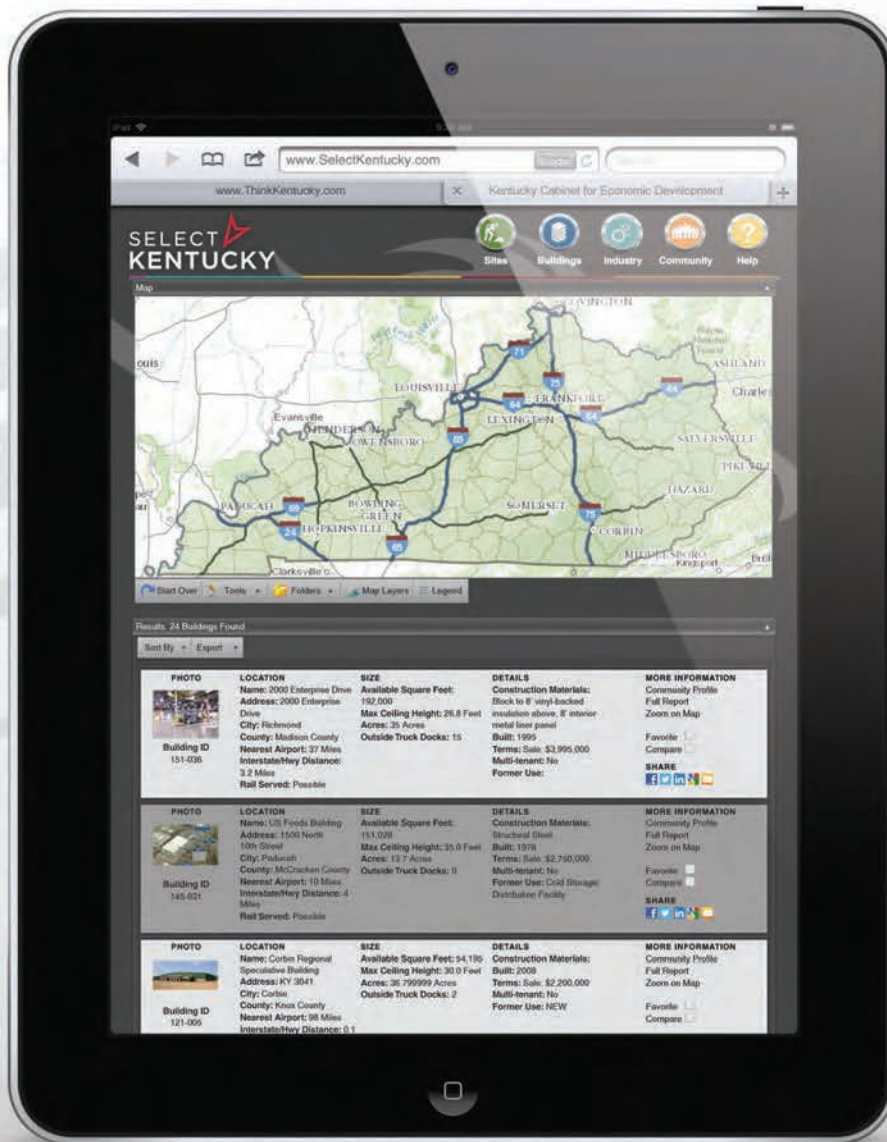 iPad
www.SelectKentucky.com
www.ThinkKentucky.com
Kentucky Cabinet for Economic Development
SELECT
KENTUCKY
Sites
Buildings
Industry
Community
Help
Map
COVINGTON
71
75
ASHLAND
LOUISVILLE
64
FRANKFORT
64
Charles
LEXINGTON
Evansville
HENDERSON
OWENSBORO
65
SALYERSVILLE
PIKEVILLE
HAZARD
PADUCAH
69
BOWLING
GREEN
SOMERSET
24
HOPKINSVILLE
75
65
CORBIN
MIDDLESBORO
Kingsport
Clarksville
Start Over
Tools
Folders
Map Layers
Legend
Results: 24 Buildings Found
Sort By
Export
PHOTO
Building ID
151-036
LOCATION
Name: 2000 Enterprise Drive
Address: 2000 Enterprise
Drive
City: Richmond
County: Madison County
Nearest Airport: 37 Miles
Interstate/Hwy Distance:
3.2 Miles
Rail Served: Possible
SIZE
Available Square Feet:
192,000
Max Ceiling Height: 26.8 Feet
Acres: 35 Acres
Outside Truck Docks: 15
DETAILS
Construction Materials:
Block to 8' vinyl-backed
insulation above, 8' interior
metal liner panel
Built: 1995
Terms: Sale: $3,995,000
Multi-tenant: No
Former Use:
MORE INFORMATION
Community Profile
Full Report
Zoom on Map
Favorite
Compare
SHARE
PHOTO
Building ID
LOCATION
Name: US Foods Building
Address: 1500 North
10th Street
City: Paducah
County: McCracken County
Nearest Airport: 10 Miles
Interstate/Hwy Distance: 4
Miles
Rail Served: Possible
SIZE
Available Square Feet:
151,028
Max Ceiling Height: 35.0 Feet
Acres: 13.7 Acres
Outside Truck Docks:
DETAILS
Construction Materials:
Structural Steel
Built: 1978
Terms: Sale: $2,750,000
Multi-tenant: No
Former Use: Cold Storage/
Distribution Facility
MORE INFORMATION
Community Profile
Full Report
Zoom on Map
Favorite
Compare
SHARE
PHOTO
Building ID
121-005
LOCATION
Name: Corbin Regional
Speculative Building
Address: KY 3041
City: Corbin
County: Knox County
Nearest Airport: 98 Miles
Interstate/Hwy Distance: 0.1
SIZE
Available Square Feet: 54,195
Max Ceiling Height: 30.0 Feet
Acres: 36.799999 Acres
Outside Truck Docks: 2
DETAILS
Construction Materials:
Built: 2008
Terms: Sale: $2,200,000
Multi-tenant: No
Former Use: NEW
MORE INFORMATION
Community Profile
Full Report
Zoom on Map
Favorite
Compare